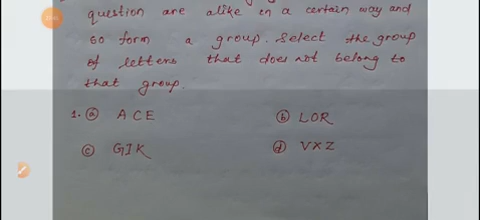 question are alike in a certain way and
so form a group. Select the group
of letters that does not belong to
that group.
1. (a) ACE (b) LOR
(c) GIK (d) VXZ